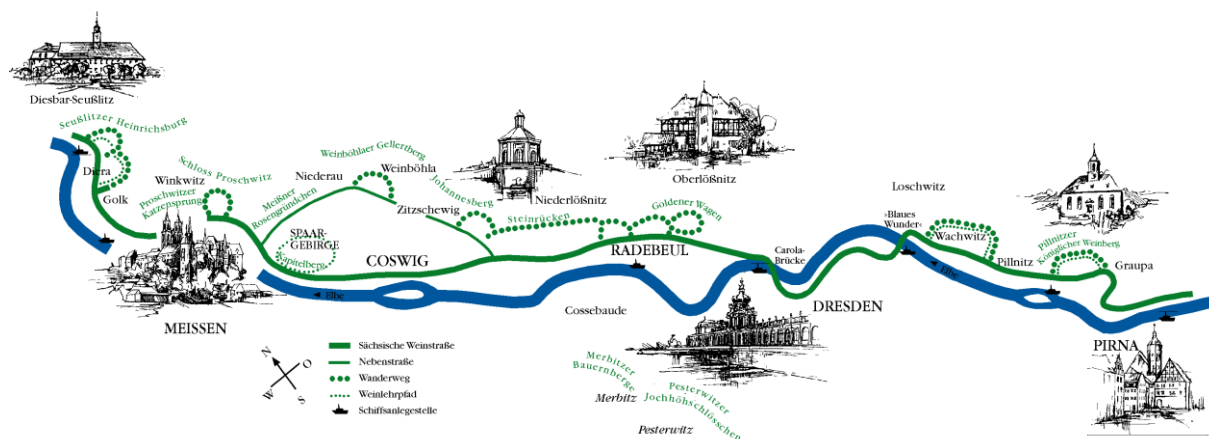 Diesbar-Seußlitz
Seußlitzer Heinrichsburg
Diera
Golk
Winkwitz
Schloss Proschwitz
Proschwitzer
Katzensprung
MEISSEN
Meißner
Rosengründchen
Niederau
Weinböhlaer Gellertberg
Weinböhla
SPAAR-
GEBIRGE
Kapitelberg
Zitzschewig
Johannesberg
COSWIG
Elbe
Niederlößnitz
Steinrücken
Oberlößnitz
Goldener Wagen
RADEBEUL
Cossebaude
Carola-
Brücke
DRESDEN
Loschwitz
»Blaues
Wunder«
Wachwitz
Elbe
Pillnitz
Pillnitzer
Königlicher Weinberg
Graupa
PIRNA
Merbitzer
Bauernberge
Merbitz
Pesterwitzer
Jochhöhschlösschen
Pesterwitz
N
O
W
S
Sächsische Weinstraße
Nebenstraße
Wanderweg
Weinlehrpfad
Schiffsanlegestelle